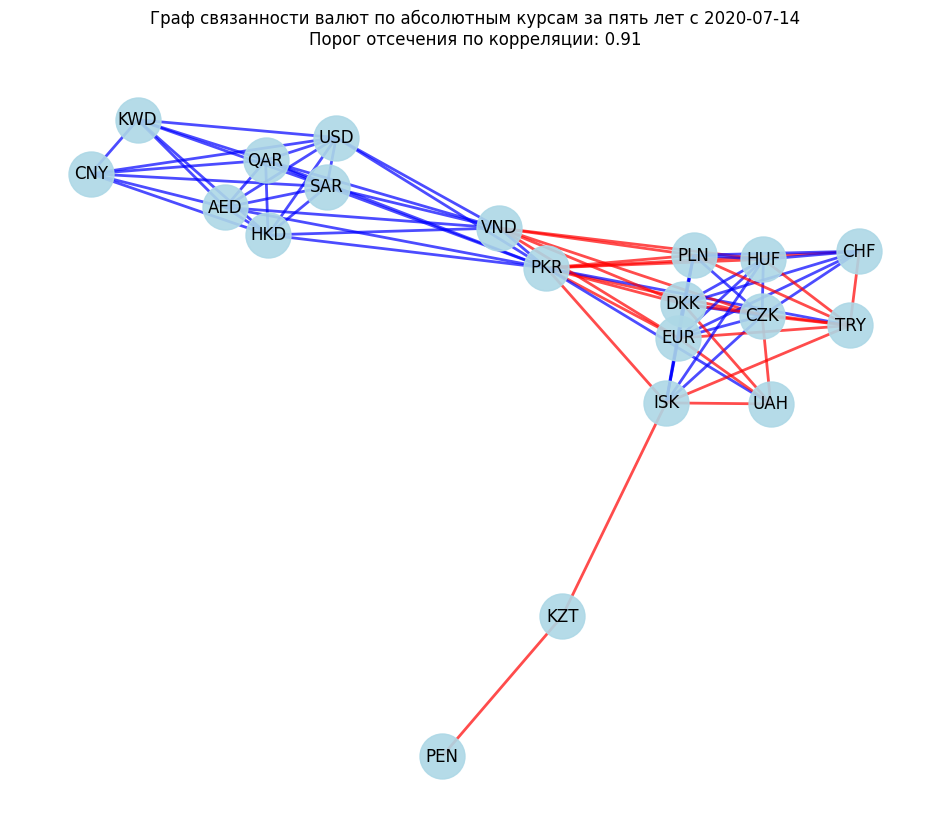 Граф связанности валют по абсолютным курсам за пять лет с 2020-07-14
Порог отсечения по корреляции: 0.91
KWD
USD
QAR
CNY
SAR
AED
HKD
VND
PKR
PLN
HUF
CHF
DKK
CZK
TRY
EUR
ISK
UAH
KZT
PEN